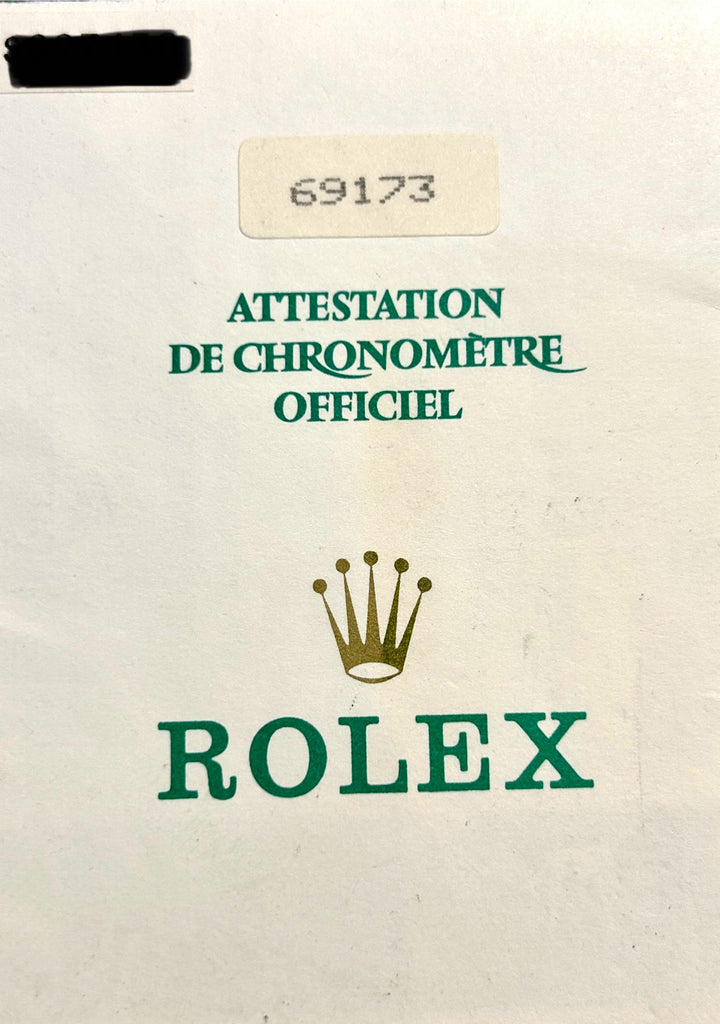 69173
ATTESTATION
DE CHRONOMÈTRE
OFFICIEL
ROLEX